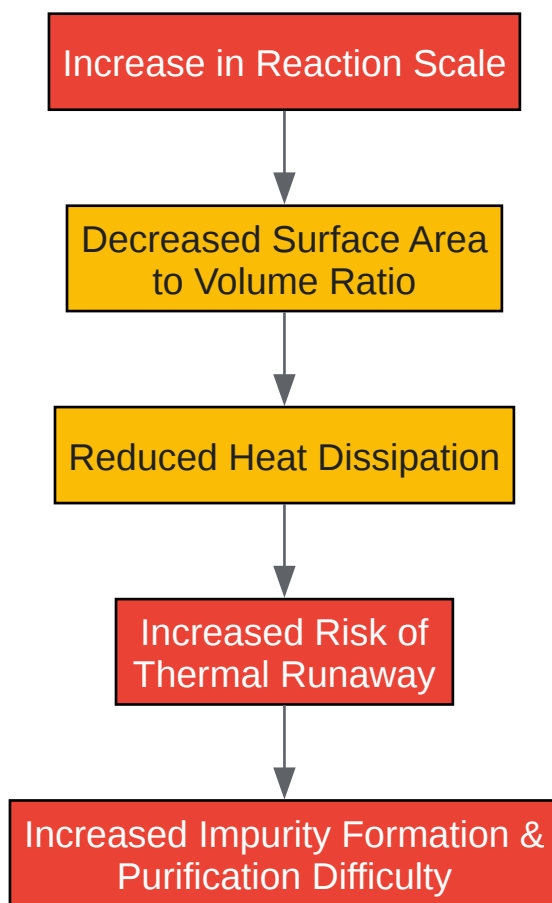 Increase in Reaction Scale
Decreased Surface Area
to Volume Ratio
Reduced Heat Dissipation
Increased Risk of
Thermal Runaway
Increased Impurity Formation &
Purification Difficulty